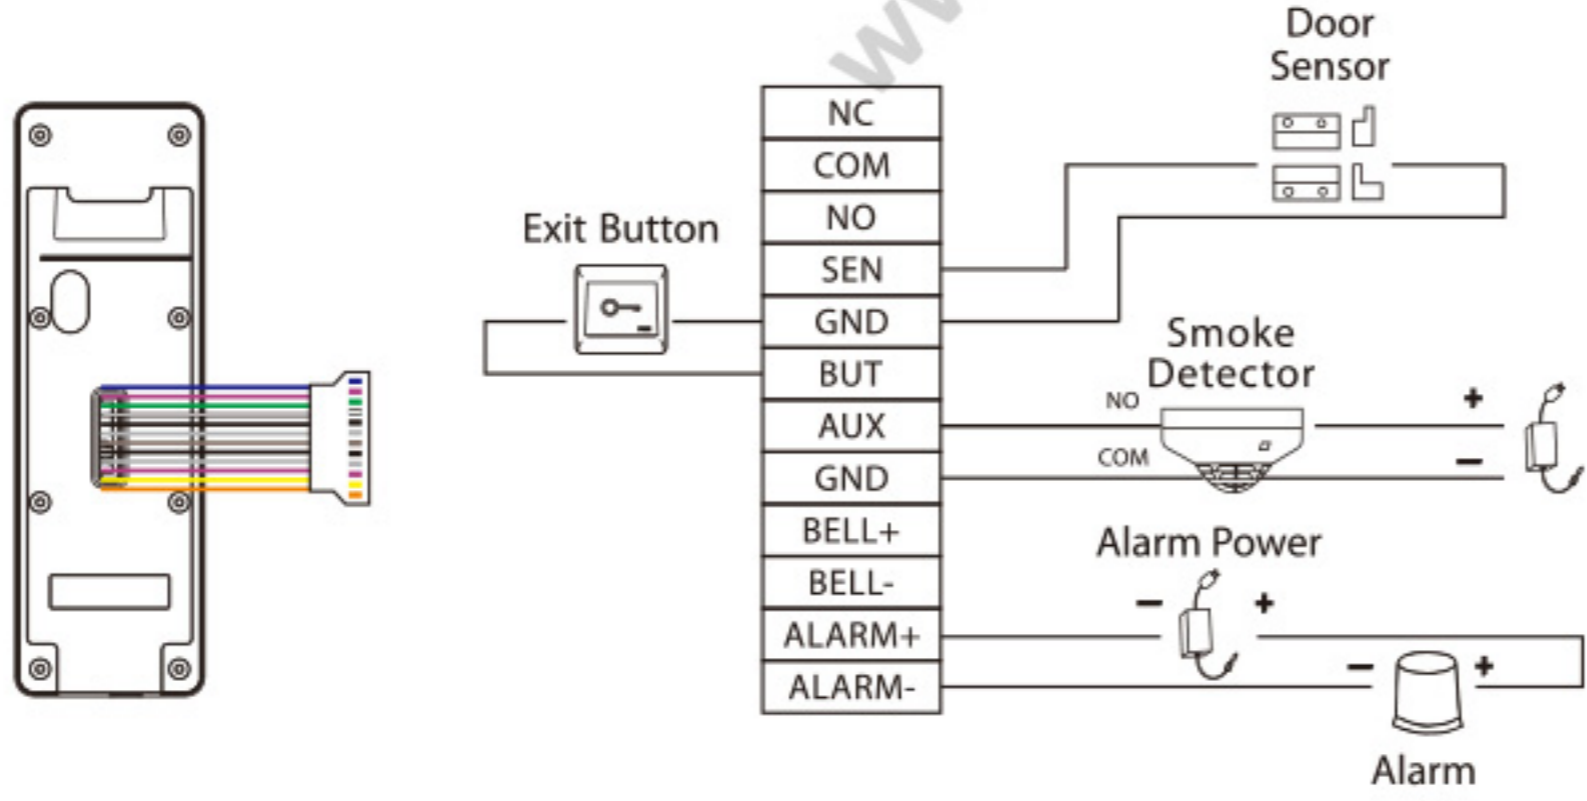 Door
Sensor
NC
COM
NO
SEN
GND
BUT
AUX
GND
BELL+
BELL-
ALARM+
ALARM-
Exit Button
Smoke
Detector
NO
COM
+
−
Alarm Power
−
+
−
+
Alarm